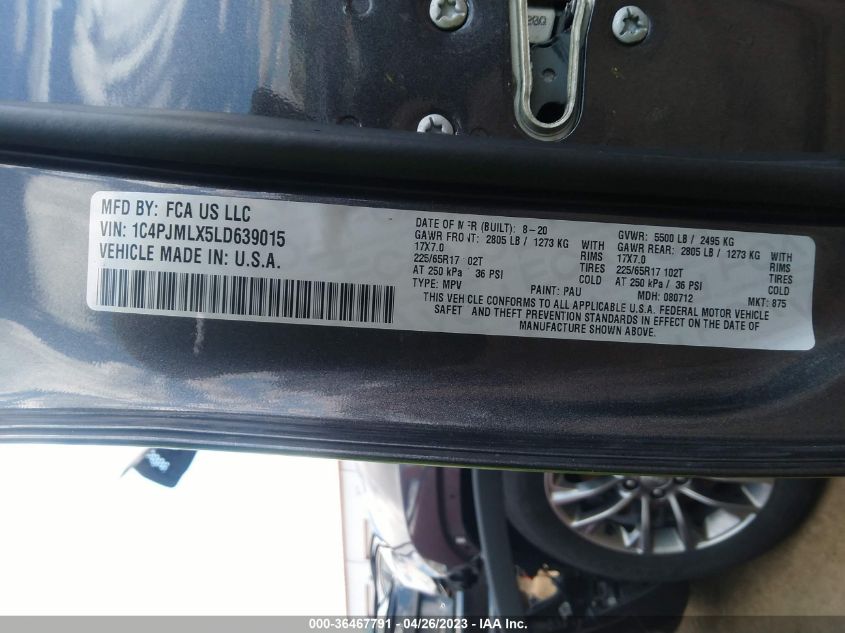 MFD BY: FCA US LLC
VIN: 1C4PJMLX5LD639015
VEHICLE MADE IN: U.S.A.
DATE OF M R (BUILT): 8-20
GAWR FRONT: 2805 LB / 1273 KG WITH
17X7.0 RIMS
225/65R17 02T TIRES
AT 250 kPa 36 PSI COLD
TYPE: MPV PAINT: PAU
GVWR: 5500 LB / 2495 KG
GAWR REAR: 2805 LB / 1273 KG WITH
17X7.0 RIMS
225/65R17 102T TIRES
AT 250 kPa / 36 PSI COLD
MDH: 080712 MKT: 875
THIS VEHICLE CONFORMS TO ALL APPLICABLE U.S.A. FEDERAL MOTOR VEHICLE
SAFET AND THEFT PREVENTION STANDARDS IN EFFECT ON THE DATE OF
MANUFACTURE SHOWN ABOVE.
000-36467791 - 04/26/2023 - IAA Inc.